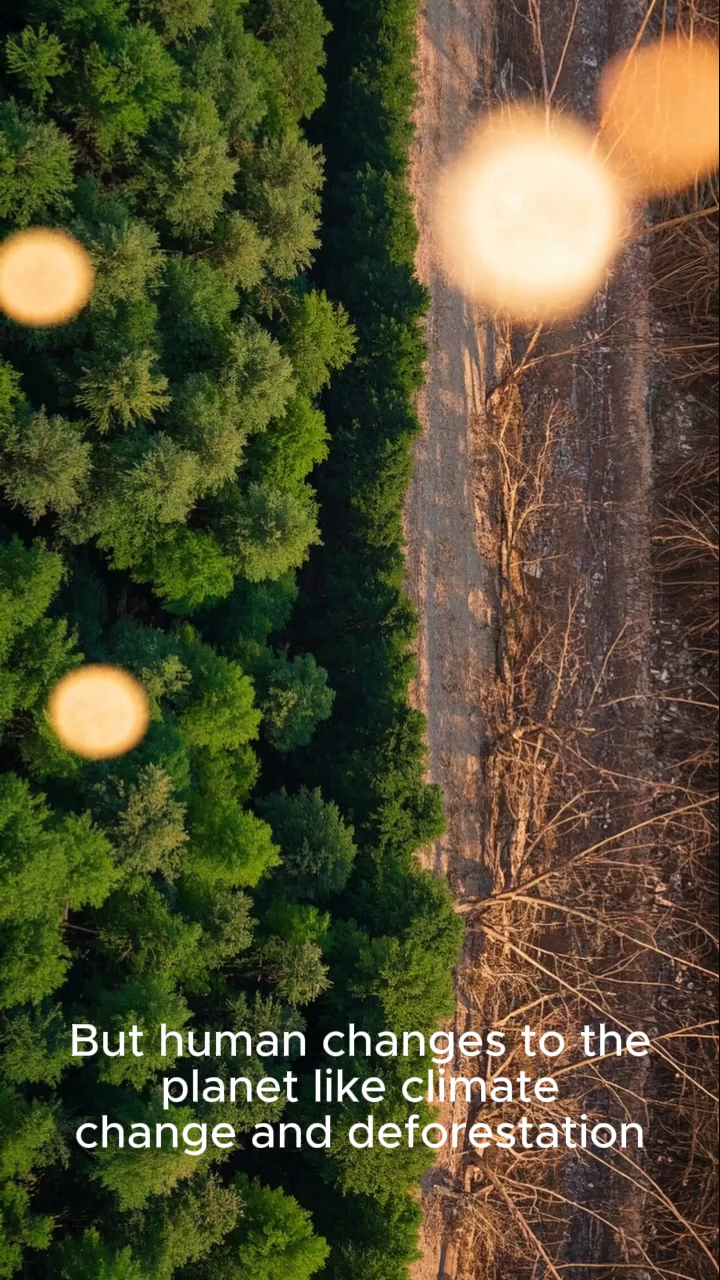 But human changes to the
planet like climate
change and deforestation